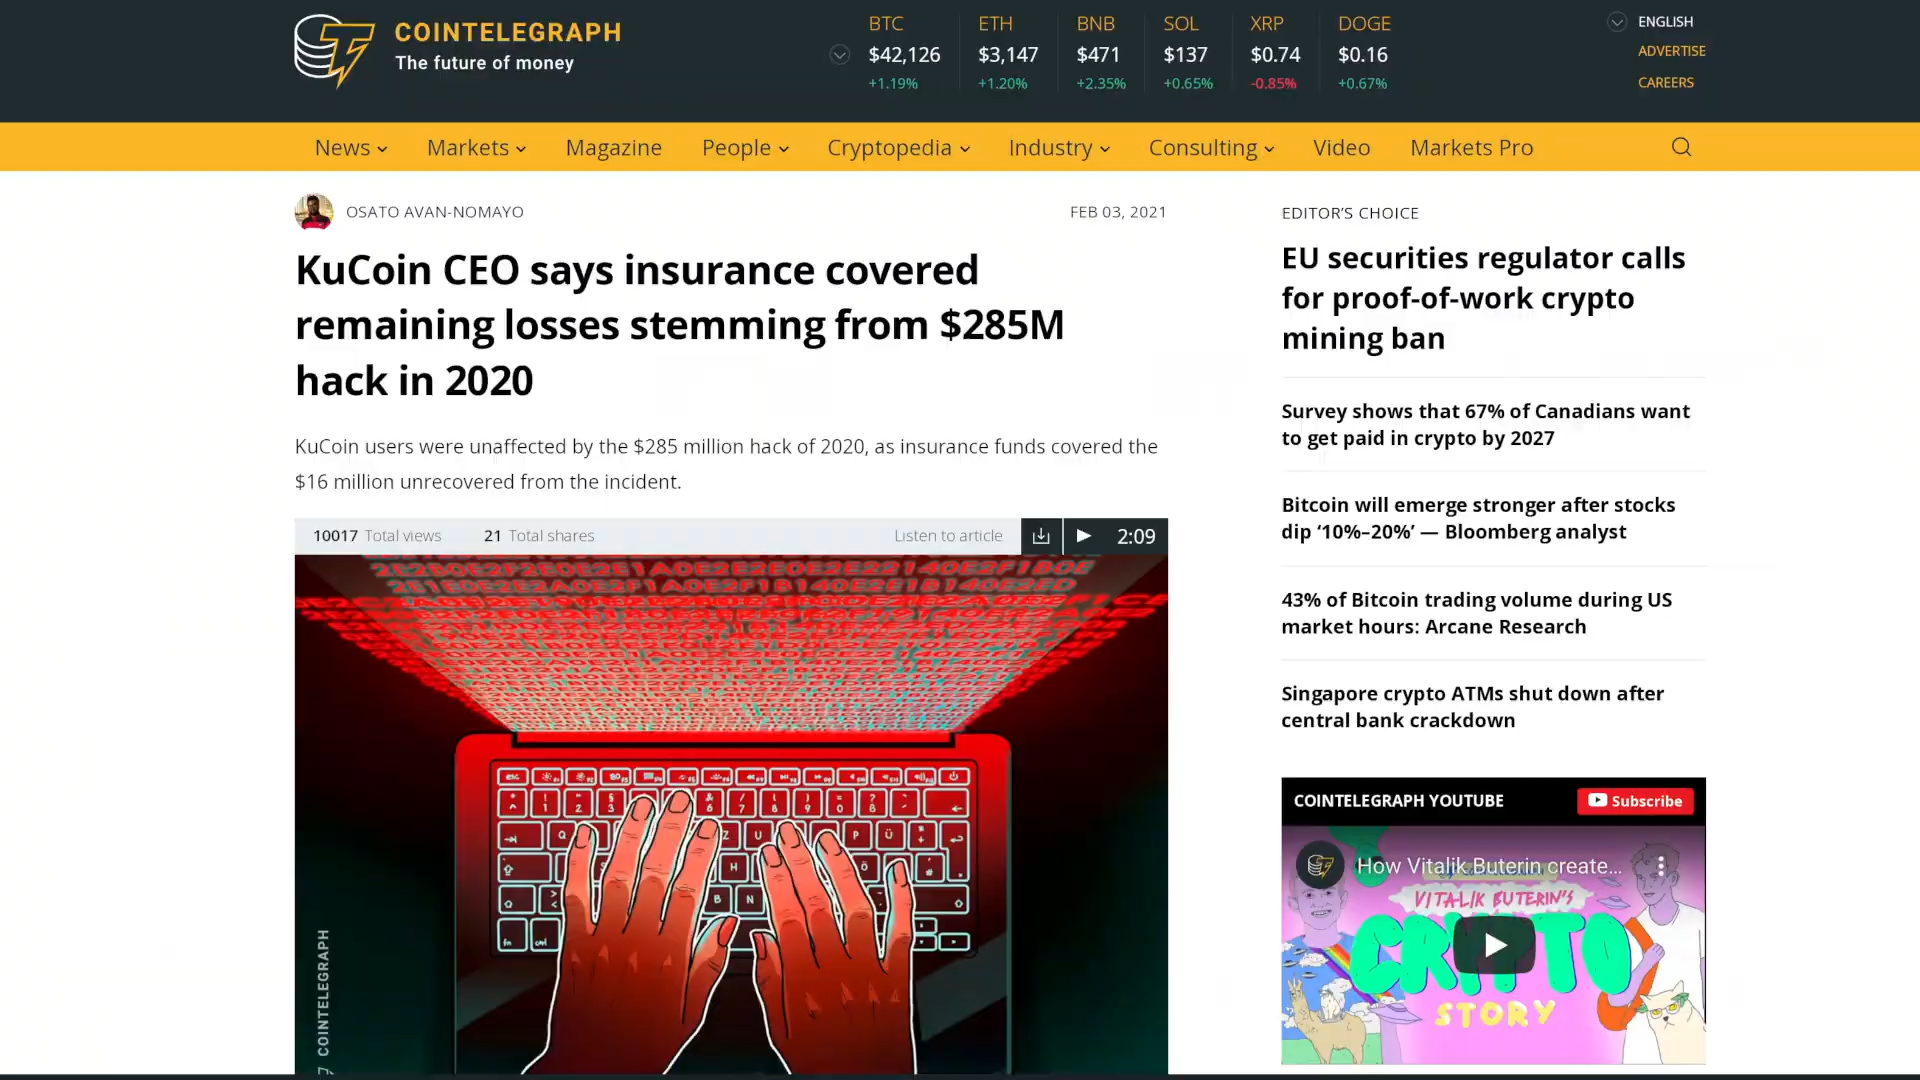 COINTELEGRAPH
The future of money
BTC
$42,126
+1.19%
ETH
$3,147
+1.20%
BNB
$471
+2.35%
SOL
$137
+0.65%
XRP
$0.74
-0.85%
DOGE
$0.16
+0.67%
ENGLISH
ADVERTISE
CAREERS
News
Markets
Magazine
People
Cryptopedia
Industry
Consulting
Video
Markets Pro
OSATO AVAN-NOMAYO
FEB 03, 2021
KuCoin CEO says insurance covered
remaining losses stemming from $285M
hack in 2020
KuCoin users were unaffected by the $285 million hack of 2020, as insurance funds covered the
$16 million unrecovered from the incident.
10017 Total views
21 Total shares
Listen to article
2:09
COINTELEGRAPH
EDITOR'S CHOICE
EU securities regulator calls
for proof-of-work crypto
mining ban
Survey shows that 67% of Canadians want
to get paid in crypto by 2027
Bitcoin will emerge stronger after stocks
dip ‘10%–20%’ — Bloomberg analyst
43% of Bitcoin trading volume during US
market hours: Arcane Research
Singapore crypto ATMs shut down after
central bank crackdown
COINTELEGRAPH YOUTUBE
Subscribe
How Vitalik Buterin create...
VITALIK BUTERIN'S
CRYPTO
STORY